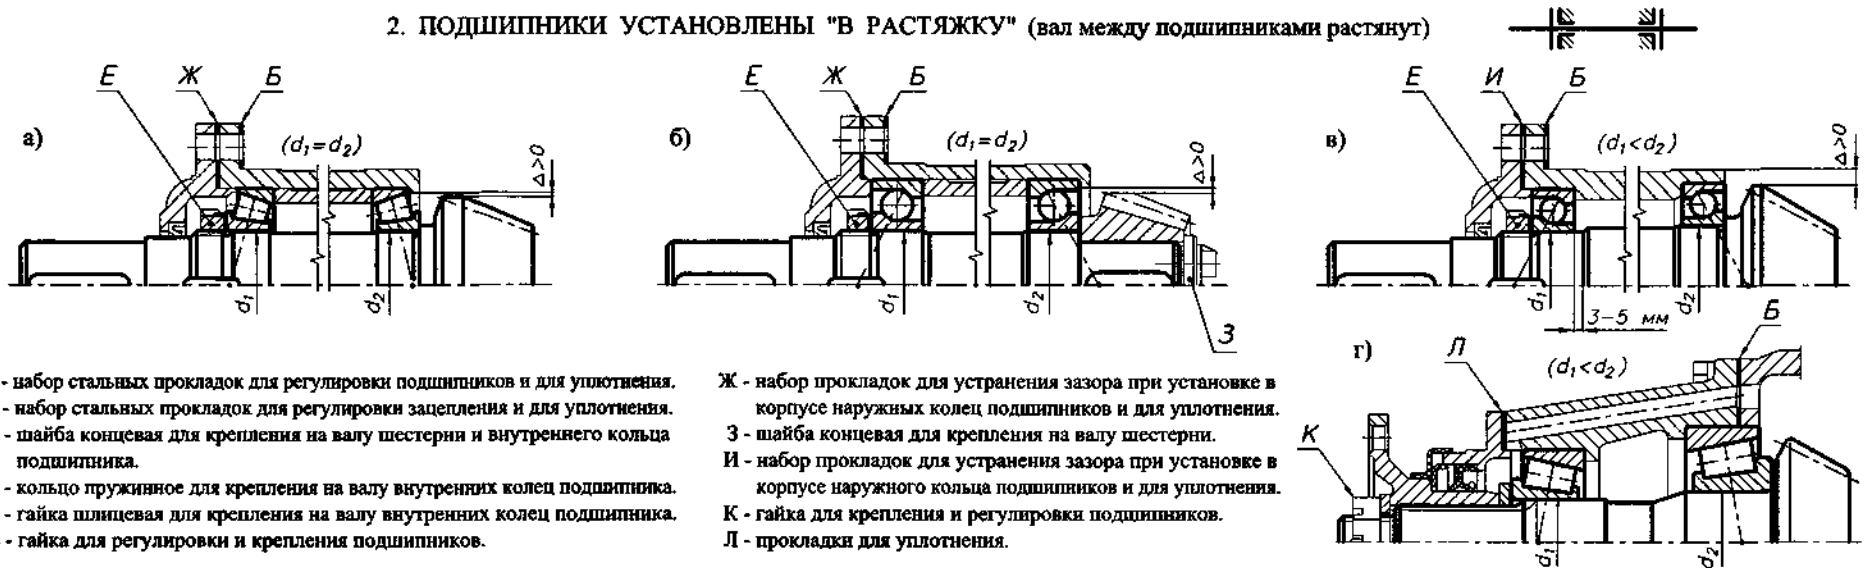 2. ПОДШИПНИКИ УСТАНОВЛЕНЫ "В РАСТЯЖКУ" (вал между подшипниками растянут)
Е Ж Б
а)
(d₁=d₂)
Δ>0
d₁
d₂
Е Ж Б
б)
(d₁=d₂)
Δ>0
d₁
d₂
З
Е И Б
в)
(d₁<d₂)
Δ>0
d₁
d₂
3–5 мм
г)
Л
Б
(d₁<d₂)
К
d₁
d₂
- набор стальных прокладок для регулировки подшипников и для уплотнения.
- набор стальных прокладок для регулировки зацепления и для уплотнения.
- шайба концевая для крепления на валу шестерни и внутреннего кольца
подшипника.
- кольцо пружинное для крепления на валу внутренних колец подшипника.
- гайка шлицевая для крепления на валу внутренних колец подшипника.
- гайка для регулировки и крепления подшипников.
Ж - набор прокладок для устранения зазора при установке в
корпусе наружных колец подшипников и для уплотнения.
З - шайба концевая для крепления на валу шестерни.
И - набор прокладок для устранения зазора при установке в
корпусе наружного кольца подшипников и для уплотнения.
К - гайка для крепления и регулировки подшипников.
Л - прокладки для уплотнения.